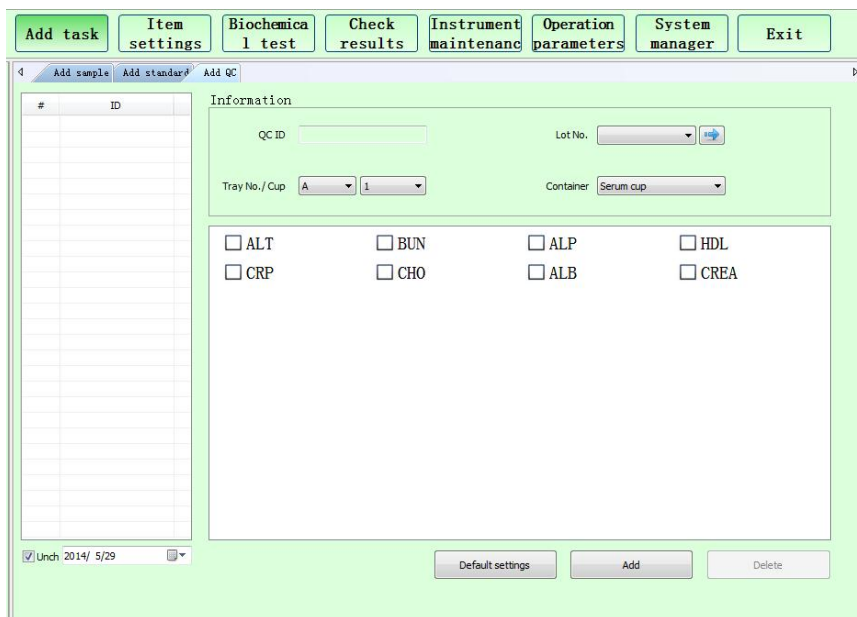 Add task
Item settings
Biochemica l test
Check results
Instrument maintenanc
Operation parameters
System manager
Exit
Add sample Add standard Add QC
# ID
Information
QC ID
Lot No.
Tray No./Cup A 1
Container Serum cup
ALT BUN ALP HDL
CRP CHO ALB CREA
Unch 2014/ 5/29
Default settings Add Delete